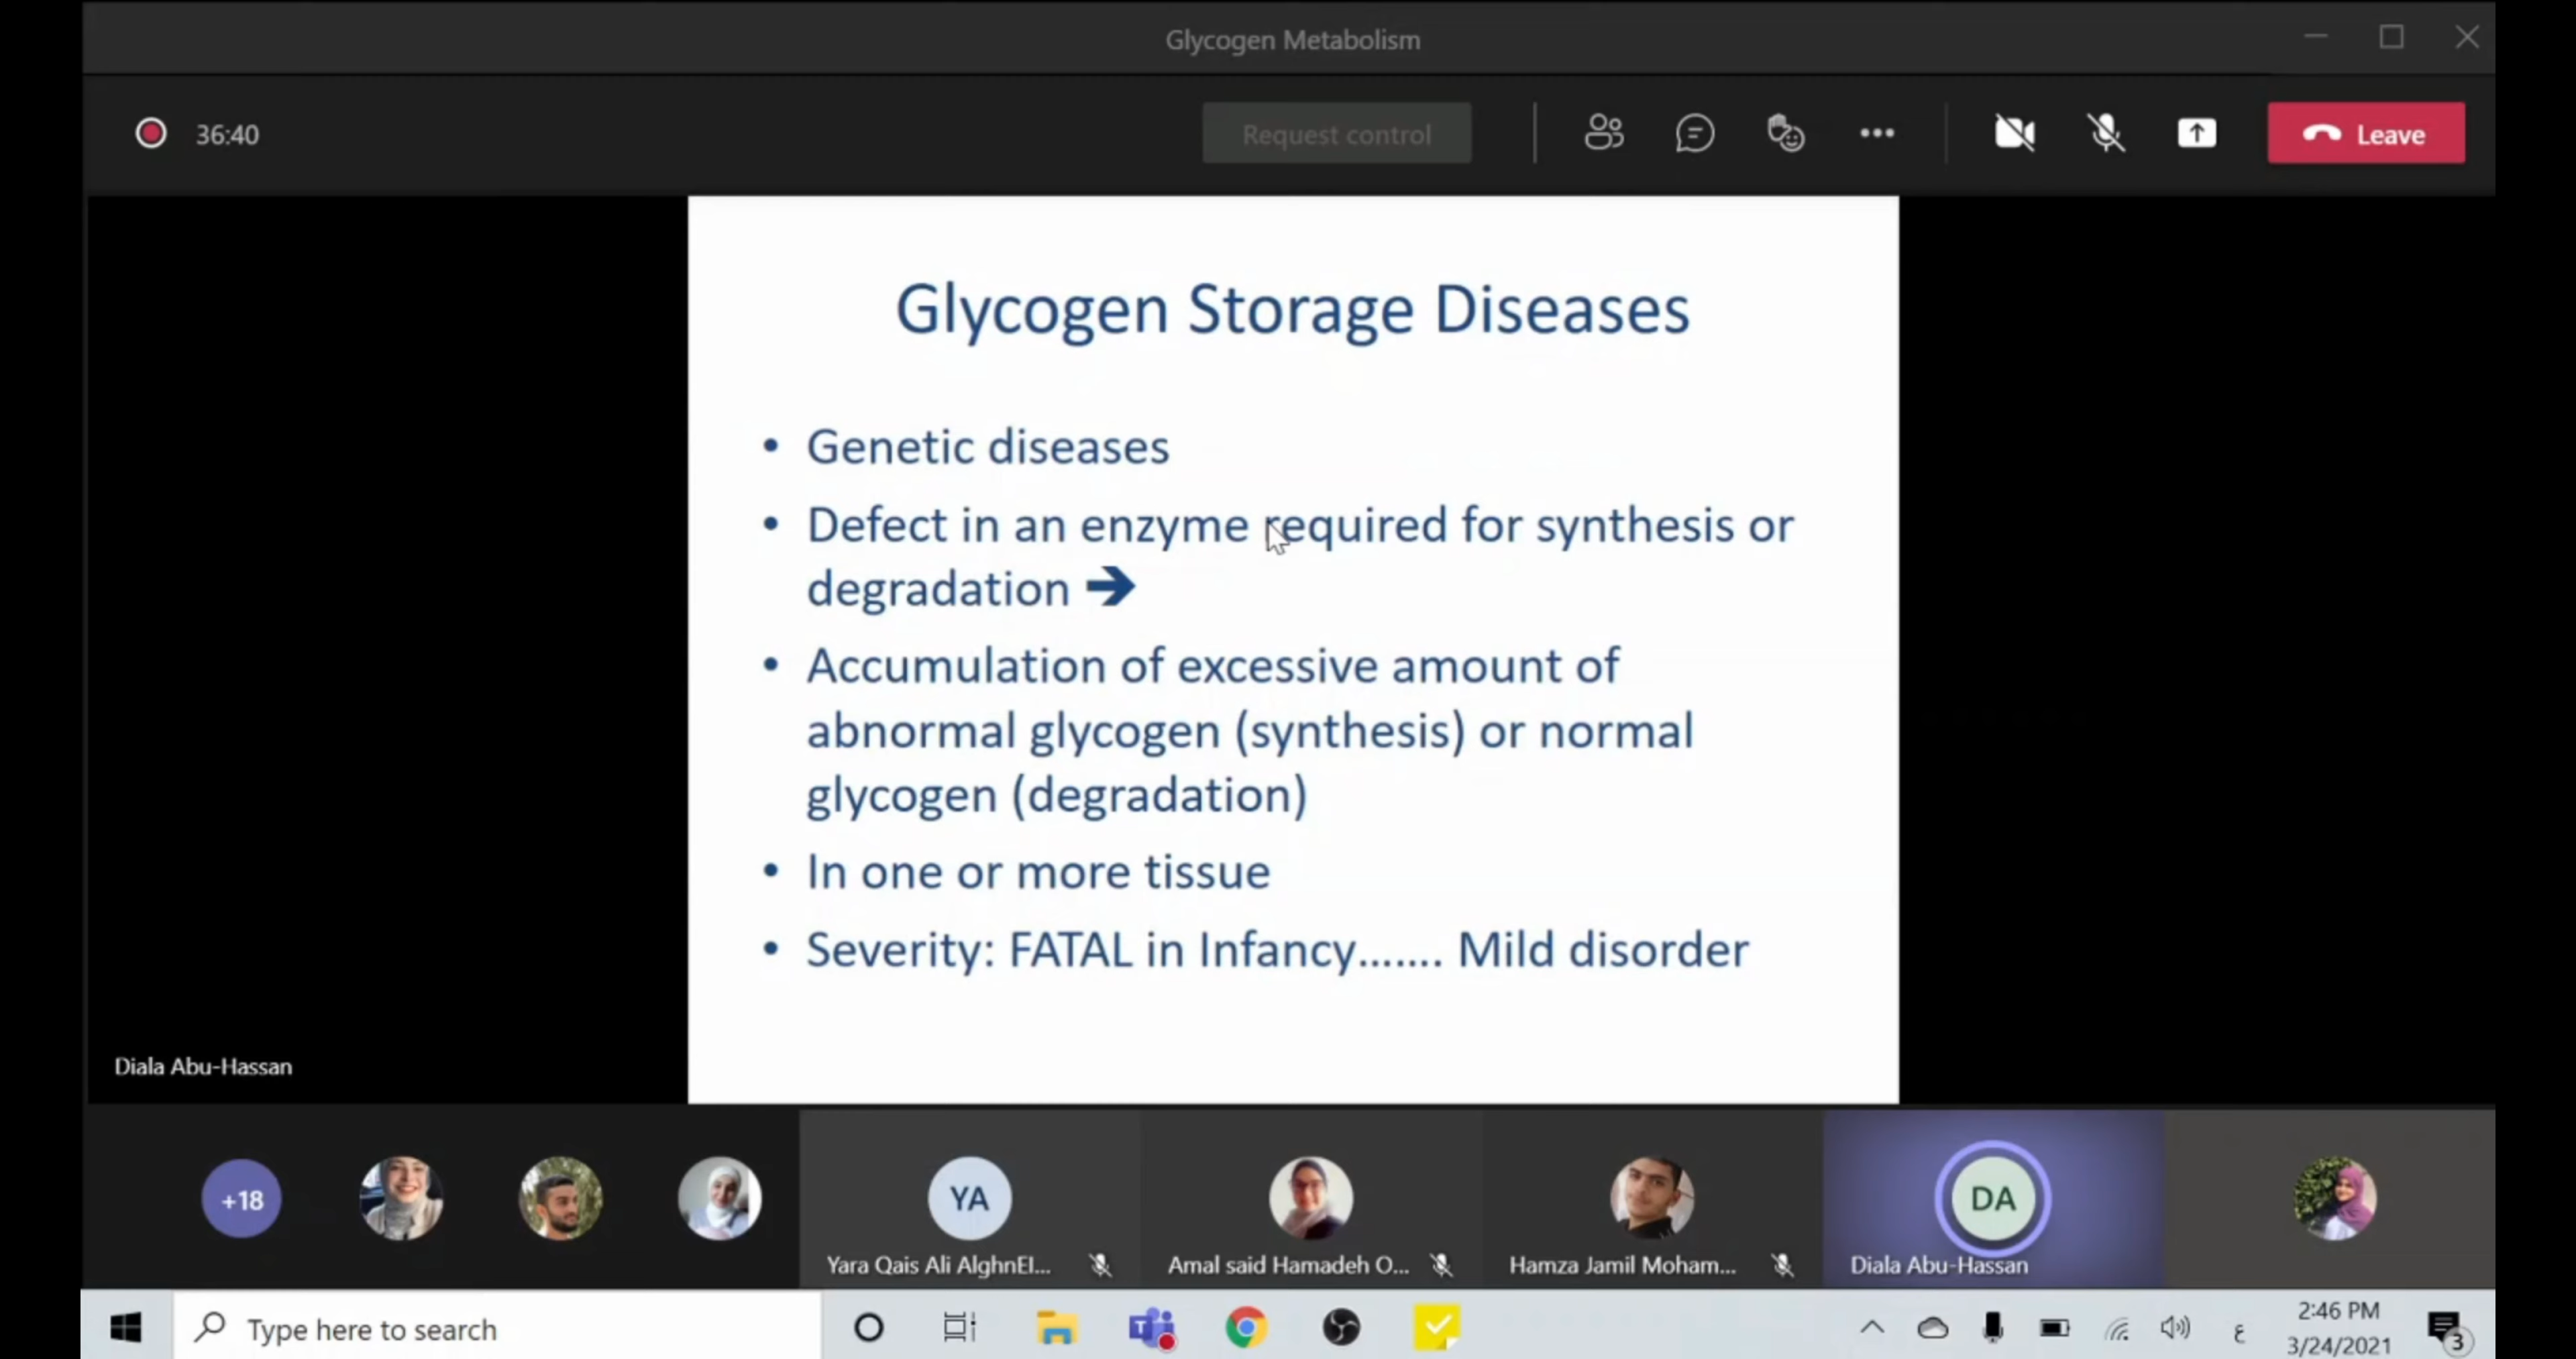 Glycogen Metabolism
36:40
Request control
Leave
Glycogen Storage Diseases
• Genetic diseases
• Defect in an enzyme required for synthesis or
degradation ➔
• Accumulation of excessive amount of
abnormal glycogen (synthesis) or normal
glycogen (degradation)
• In one or more tissue
• Severity: FATAL in Infancy....... Mild disorder
Diala Abu-Hassan
+18
YA
DA
Yara Qais Ali AlghnEI...
Amal said Hamadeh O...
Hamza Jamil Moham...
Diala Abu-Hassan
Type here to search
T
ع
2:46 PM
3/24/2021
3